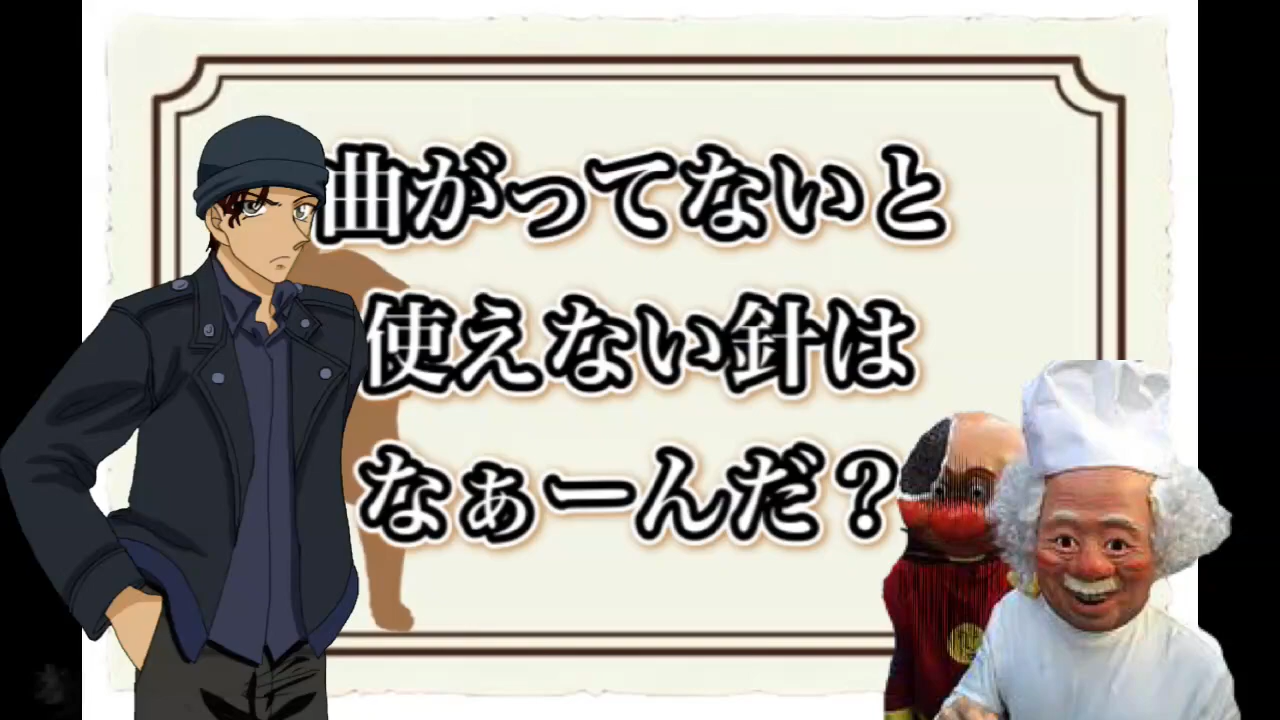 曲がってないと
使えない針は
なぁーんだ？